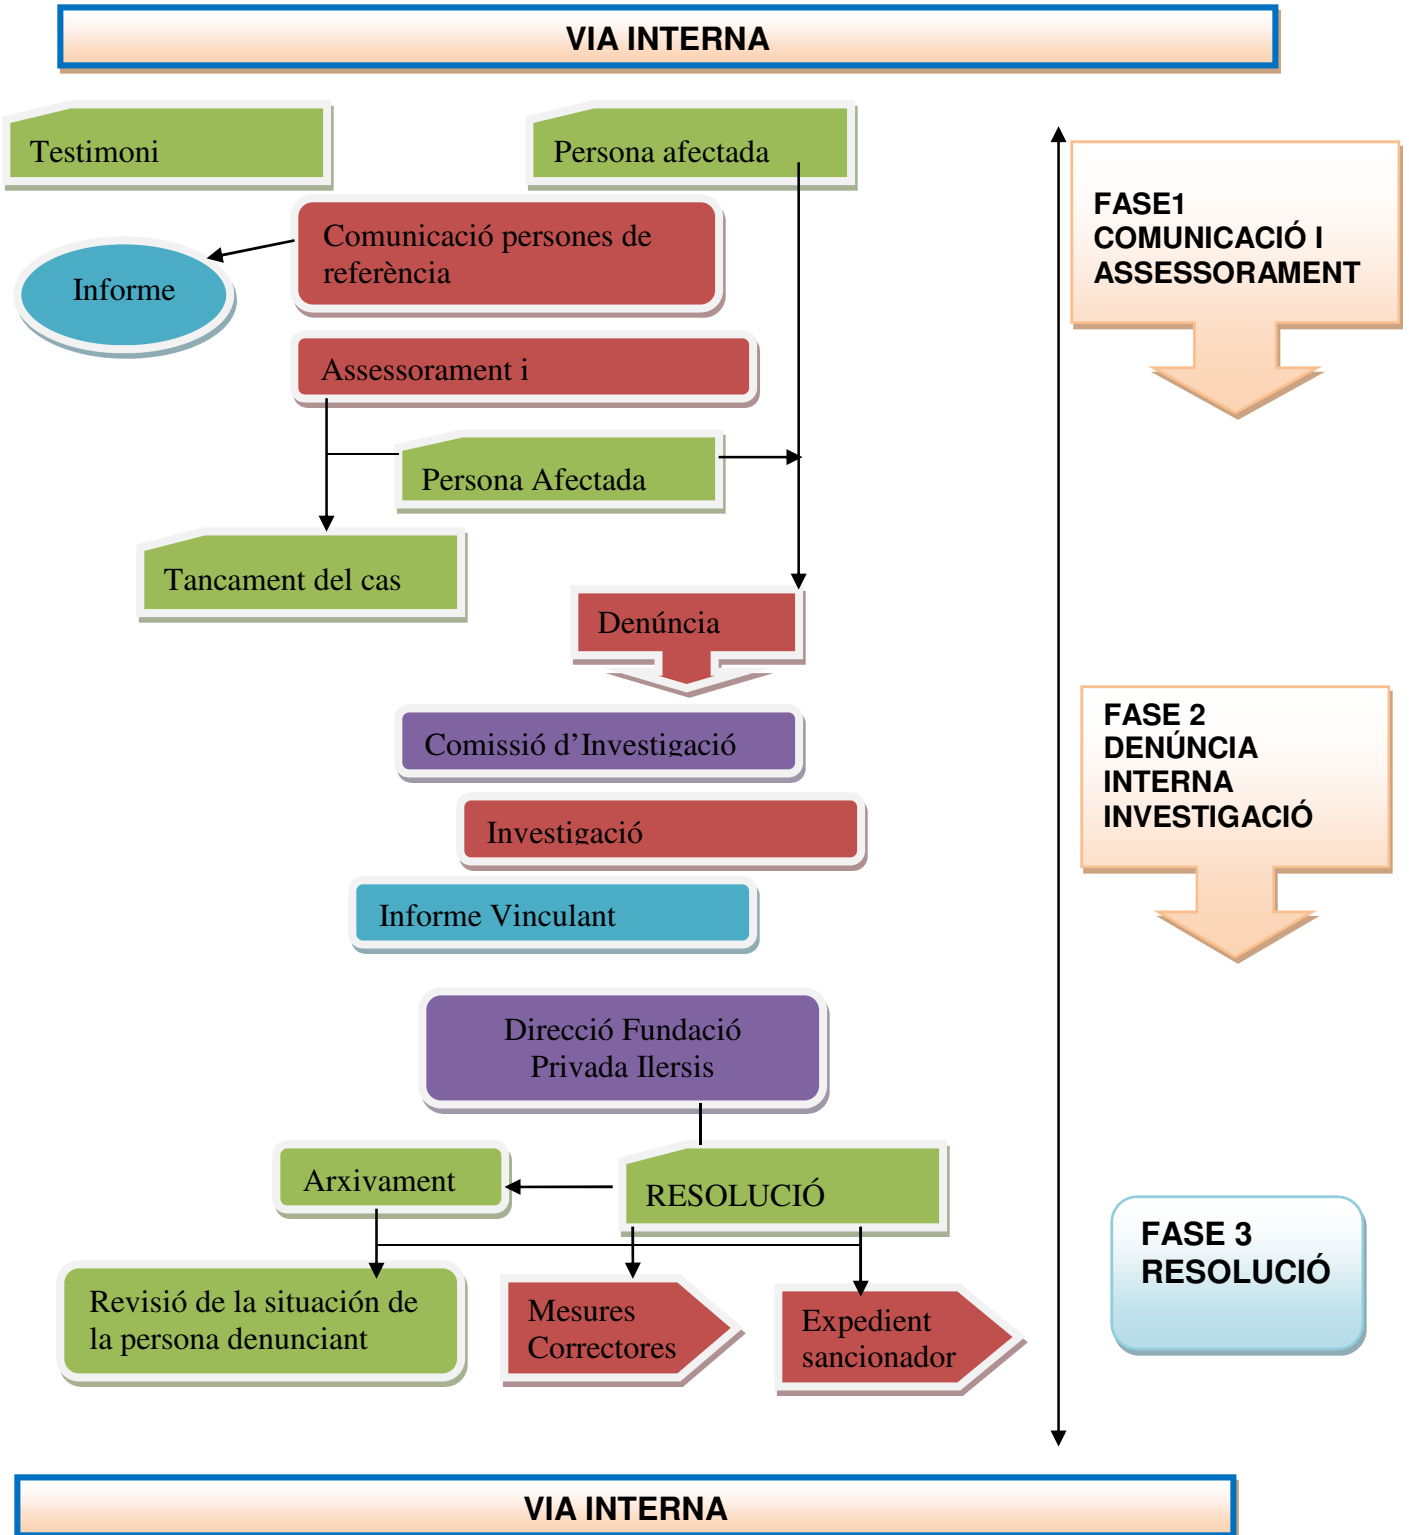 VIA INTERNA
Testimoni
Persona afectada
FASE1
COMUNICACIÓ I
ASSESSORAMENT
Comunicació persones de
referència
Informe
Assessorament i
Persona Afectada
Tancament del cas
Denúncia
Comissió d’Investigació
FASE 2
DENÚNCIA
INTERNA
INVESTIGACIÓ
Investigació
Informe Vinculant
Direcció Fundació
Privada Ilersis
Arxivament
RESOLUCIÓ
FASE 3
RESOLUCIÓ
Revisió de la situación de
la persona denunciant
Mesures
Correctores
Expedient
sancionador
VIA INTERNA